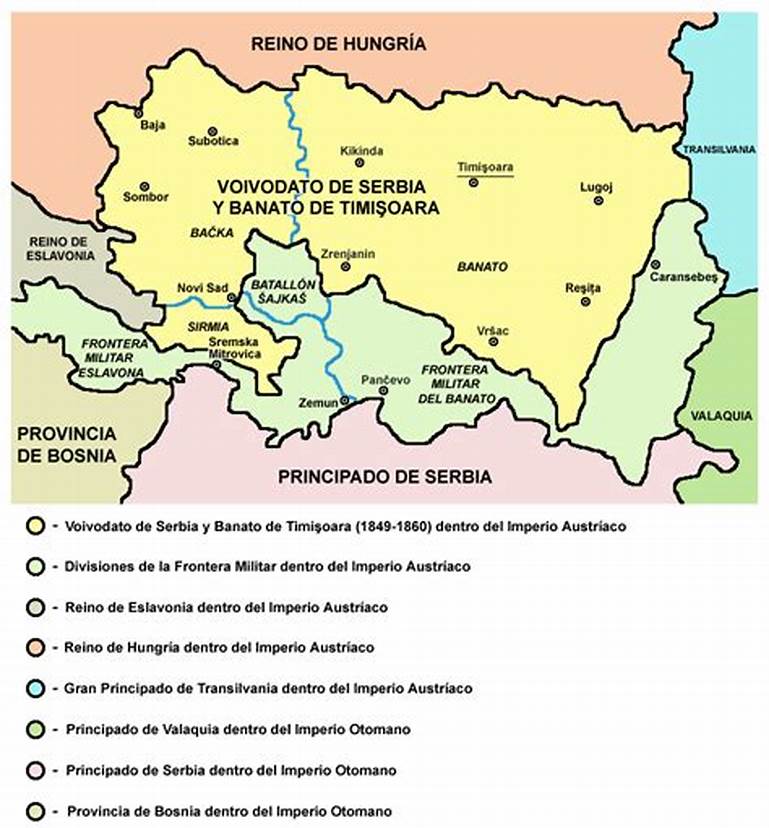 REINO DE HUNGRÍA
Baja
Subotica
TRANSILVANIA
Kikinda
Timişoara
Sombor
VOIVODATO DE SERBIA
Y BANATO DE TIMIŞOARA
Lugoj
BAČKA
REINO DE
ESLAVONIA
Zrenjanin
BANATO
Caransebeş
Novi Sad
BATALLÓN
ŠAJKAŠ
Reşiţa
SIRMIA
Vršac
FRONTERA
MILITAR
ESLAVONA
Sremska
Mitrovica
FRONTERA
MILITAR
DEL BANATO
Pančevo
Zemun
VALAQUIA
PROVINCIA
DE BOSNIA
PRINCIPADO DE SERBIA
- Voivodato de Serbia y Banato de Timişoara (1849-1860) dentro del Imperio Austríaco
- Divisiones de la Frontera Militar dentro del Imperio Austríaco
- Reino de Eslavonia dentro del Imperio Austríaco
- Reino de Hungría dentro del Imperio Austríaco
- Gran Principado de Transilvania dentro del Imperio Austríaco
- Principado de Valaquia dentro del Imperio Otomano
- Principado de Serbia dentro del Imperio Otomano
- Provincia de Bosnia dentro del Imperio Otomano